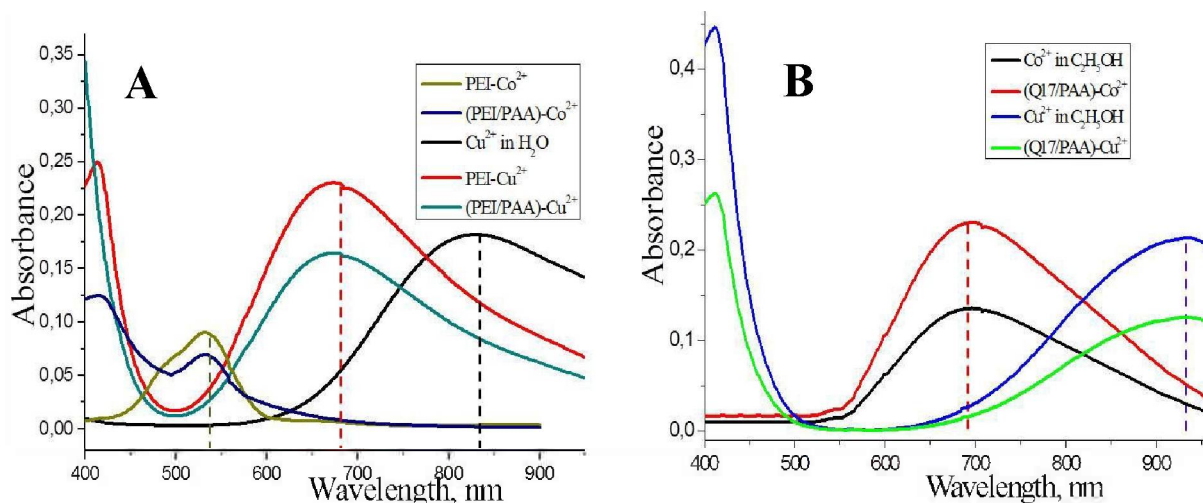 A
Absorbance
0,35
0,30
0,25
0,20
0,15
0,10
0,05
0,00
PEI-Co²⁺
(PEI/PAA)-Co²⁺
Cu²⁺ in H₂O
PEI-Cu²⁺
(PEI/PAA)-Cu²⁺
400 500 600 700 800 900
Wavelength, nm
B
Absorbance
0,4
0,3
0,2
0,1
0,0
Co²⁺ in C₂H₅OH
(Q17/PAA)-Co²⁺
Cu²⁺ in C₂H₅OH
(Q17/PAA)-Cu²⁺
400 500 600 700 800 900
Wavelength, nm